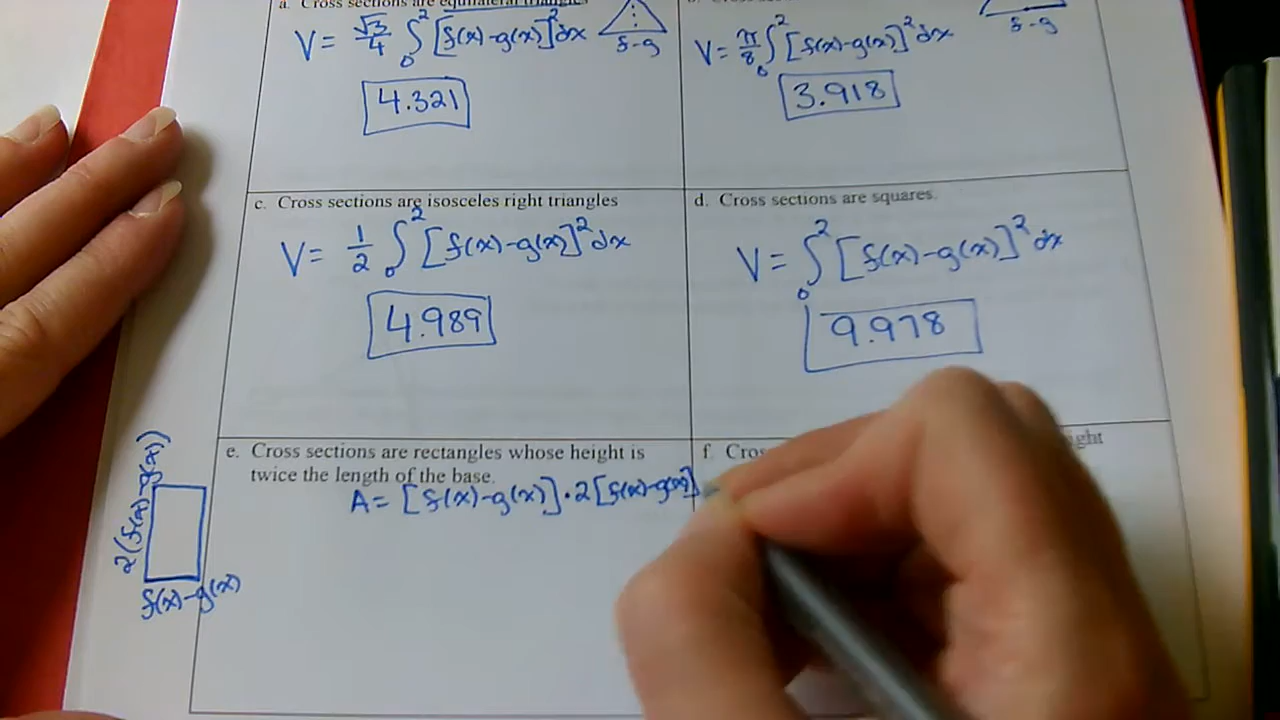 a. Cross sections are equilateral triangles
V = √3/4 ∫₀² [f(x)-g(x)]² dx
f-g
4.321
V = π/8 ∫₀² [f(x)-g(x)]² dx
f-g
3.918
c. Cross sections are isosceles right triangles
V = 1/2 ∫₀² [f(x)-g(x)]² dx
4.989
d. Cross sections are squares.
V = ∫₀² [f(x)-g(x)]² dx
9.978
e. Cross sections are rectangles whose height is
twice the length of the base.
A = [f(x)-g(x)]·2[f(x)-g(x)]
2(f(x)-g(x))
f(x)-g(x)
f.